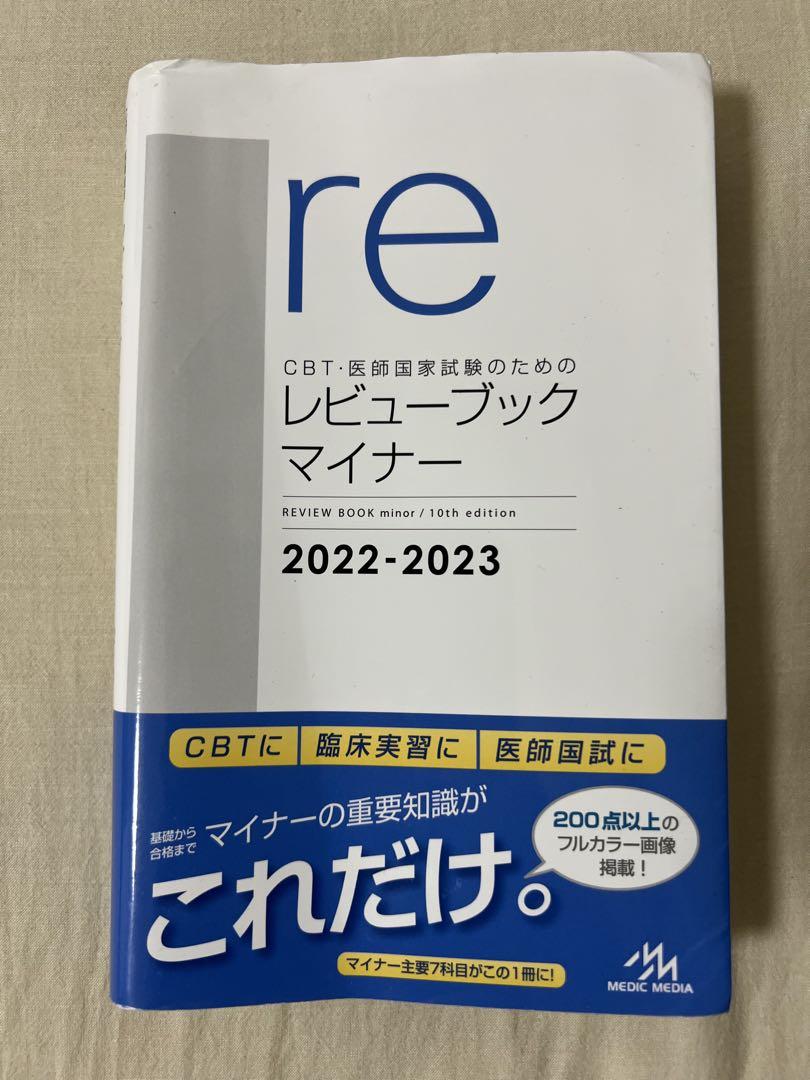 re
CBT・医師国家試験のための
レビューブック
マイナー
REVIEW BOOK minor / 10th edition
2022-2023
CBTに 臨床実習に 医師国試に
基礎から
合格まで
マイナーの重要知識が
これだけ。
200点以上の
フルカラー画像
掲載！
マイナー主要7科目がこの1冊に!
MEDIC MEDIA